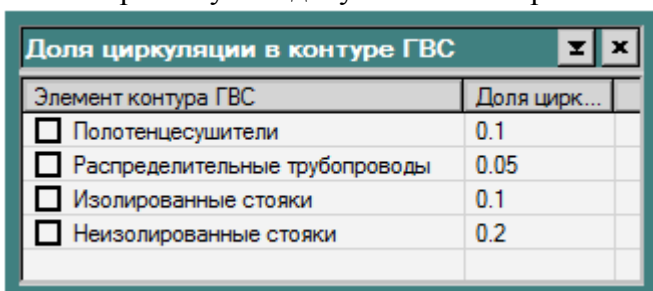 Доля циркуляции в контуре ГВС
Элемент контура ГВС Доля цирк...
Полотенцесушители 0.1
Распределительные трубопроводы 0.05
Изолированные стояки 0.1
Неизолированные стояки 0.2